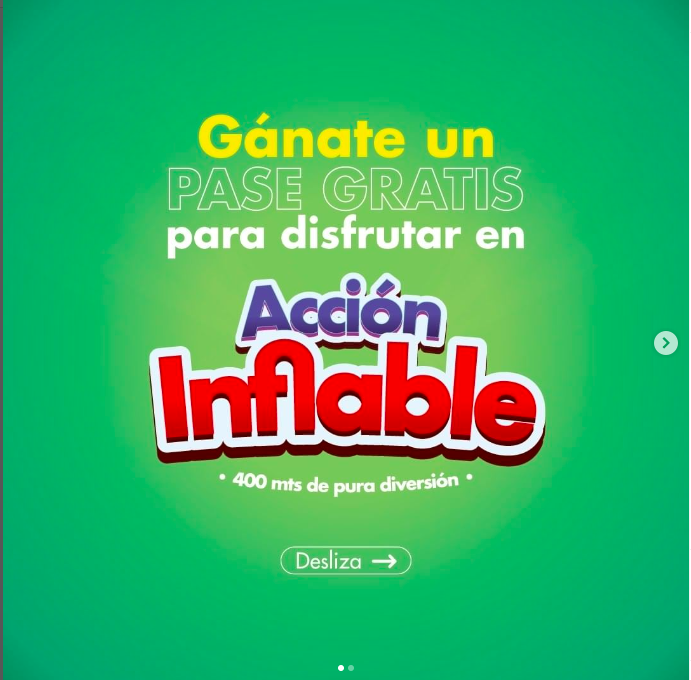 Gánate un
PASE GRATIS
para disfrutar en
Acción
Inflable
• 400 mts de pura diversión •
Desliza →